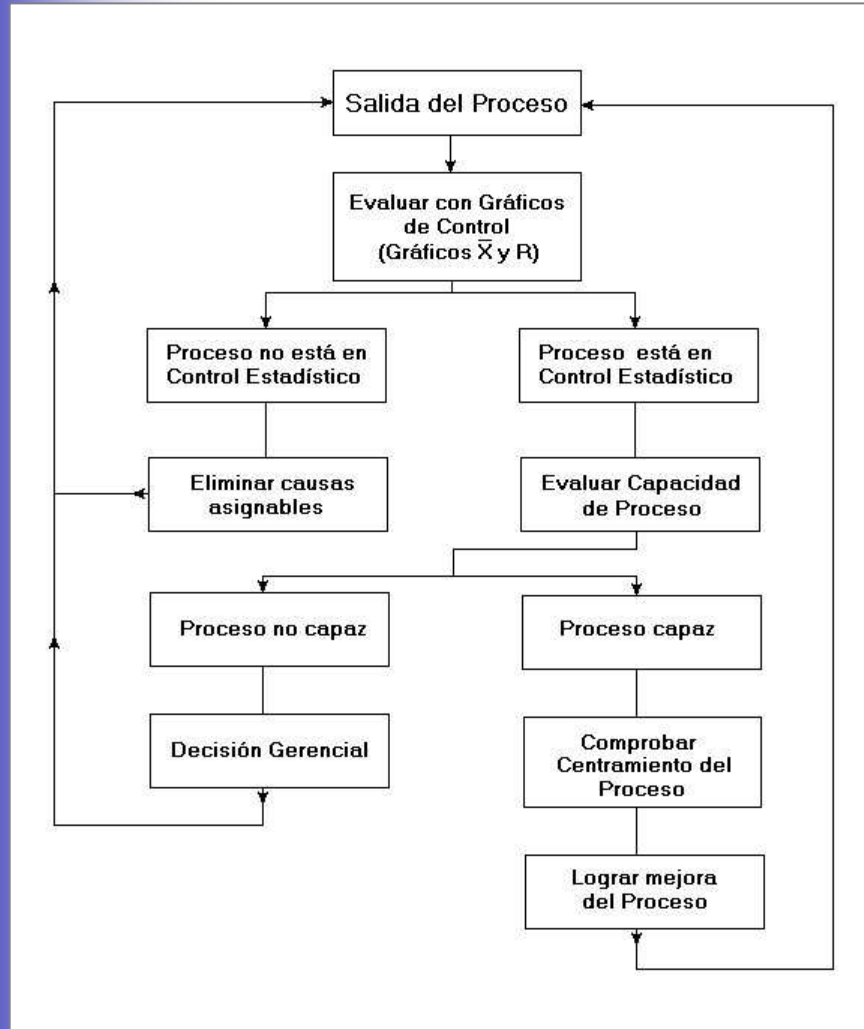 Salida del Proceso
Evaluar con Gráficos
de Control
(Gráficos X̅ y R)
Proceso no está en
Control Estadístico
Proceso está en
Control Estadístico
Eliminar causas
asignables
Evaluar Capacidad
de Proceso
Proceso no capaz
Proceso capaz
Decisión Gerencial
Comprobar
Centramiento del
Proceso
Lograr mejora
del Proceso